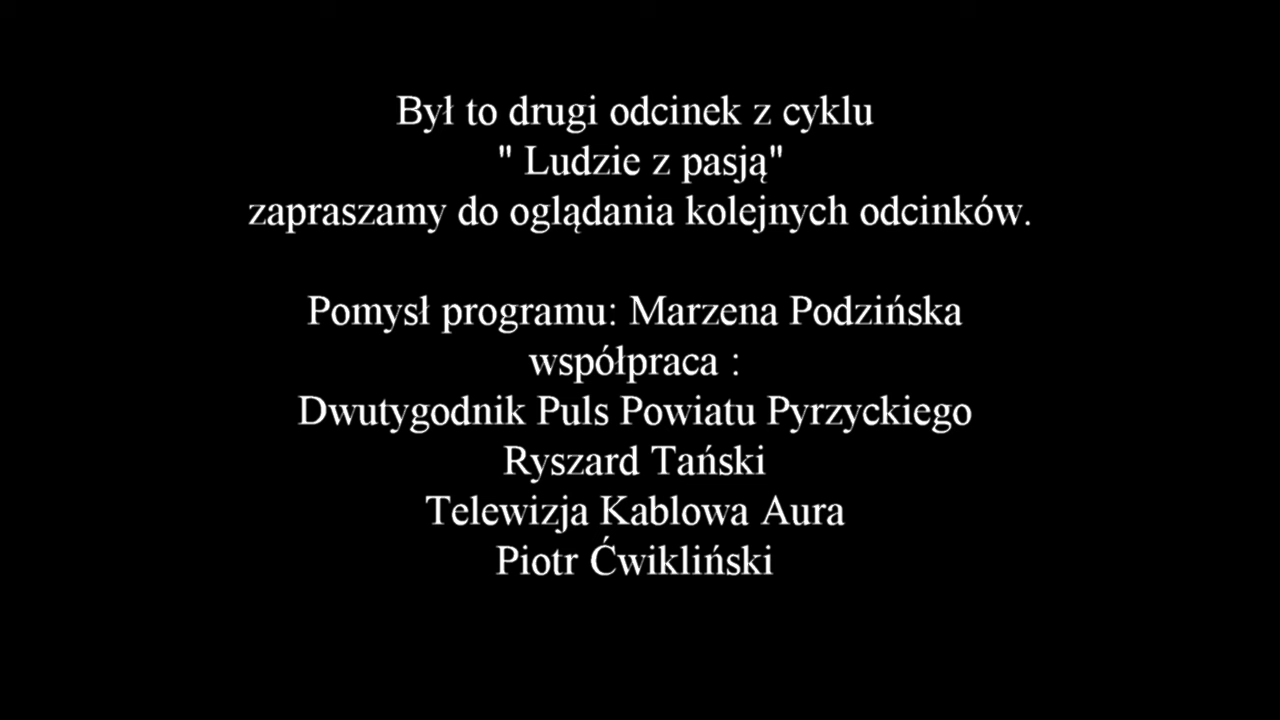 Był to drugi odcinek z cyklu
" Ludzie z pasją"
zapraszamy do oglądania kolejnych odcinków.
Pomysł programu: Marzena Podzińska
współpraca :
Dwutygodnik Puls Powiatu Pyrzyckiego
Ryszard Tański
Telewizja Kablowa Aura
Piotr Ćwikliński